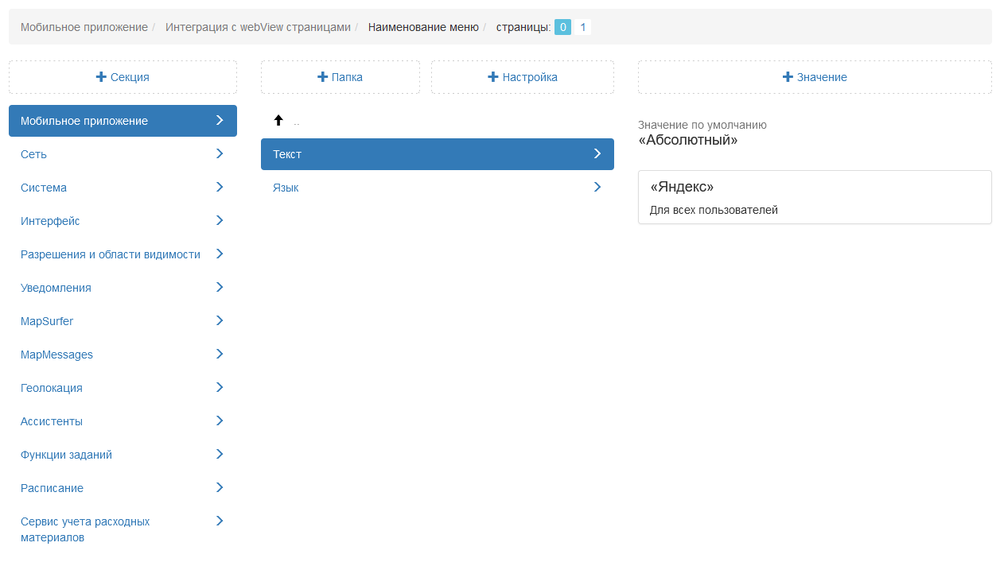 Мобильное приложение / Интеграция с webView страницами / Наименование меню / страницы: 0 1
Секция
Папка
Настройка
Значение
Мобильное приложение
Сеть
Система
Интерфейс
Разрешения и области видимости
Уведомления
MapSurfer
MapMessages
Геолокация
Ассистенты
Функции заданий
Расписание
Сервис учета расходных
материалов
..
Текст
Язык
Значение по умолчанию
«Абсолютный»
«Яндекс»
Для всех пользователей